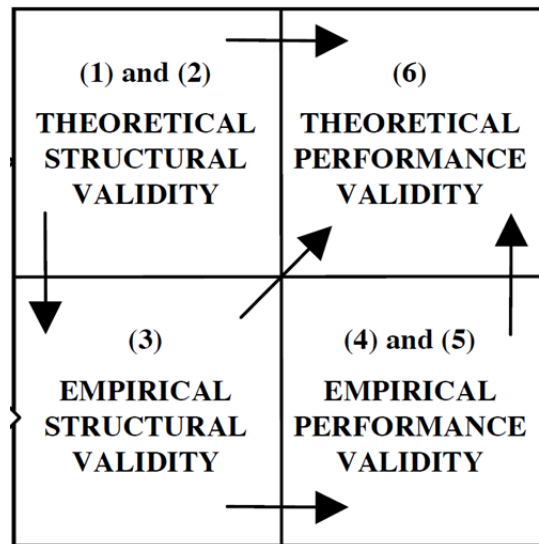 (1) and (2)
THEORETICAL
STRUCTURAL
VALIDITY
(6)
THEORETICAL
PERFORMANCE
VALIDITY
(3)
EMPIRICAL
STRUCTURAL
VALIDITY
(4) and (5)
EMPIRICAL
PERFORMANCE
VALIDITY